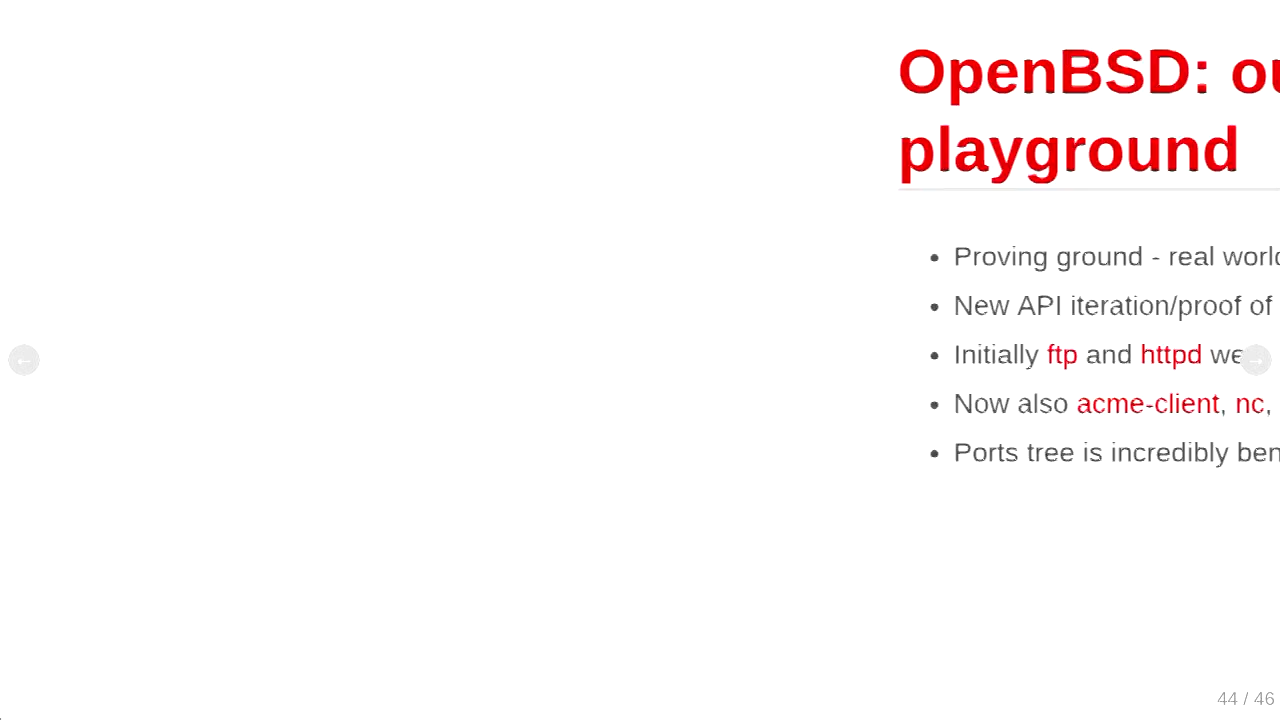 OpenBSD: ou
playground
Proving ground - real world
New API iteration/proof of
Initially ftp and httpd we
Now also acme-client, nc,
Ports tree is incredibly ben
44 / 46